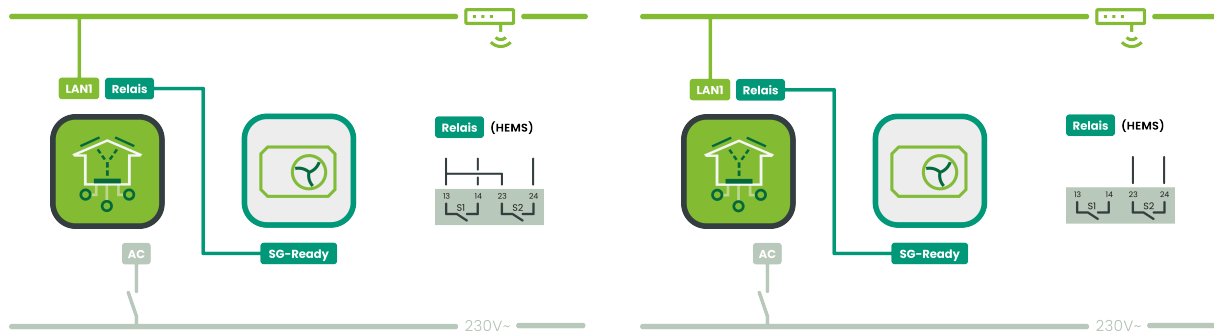 LAN1 Relais
Relais (HEMS)
13 14 23 24
S1 S2
AC
SG-Ready
230V~
LAN1 Relais
Relais (HEMS)
13 14 23 24
S1 S2
AC
SG-Ready
230V~